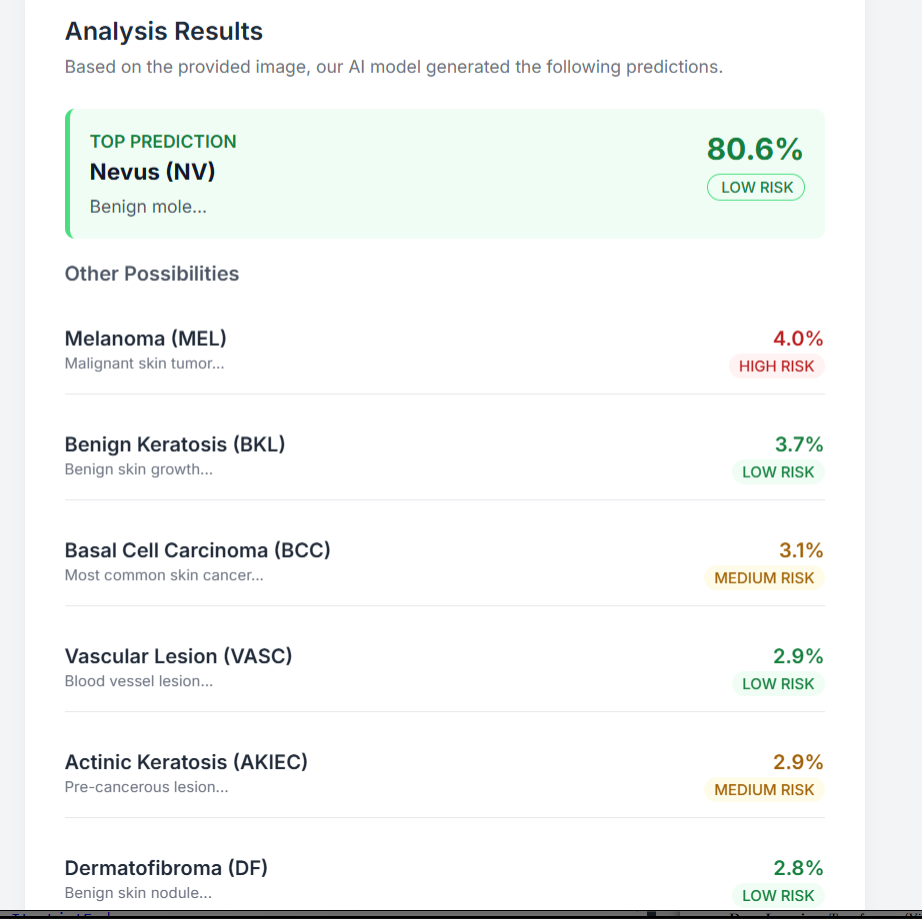 Analysis Results
Based on the provided image, our AI model generated the following predictions.
TOP PREDICTION
Nevus (NV)
Benign mole...
80.6%
LOW RISK
Other Possibilities
Melanoma (MEL)
Malignant skin tumor...
4.0%
HIGH RISK
Benign Keratosis (BKL)
Benign skin growth...
3.7%
LOW RISK
Basal Cell Carcinoma (BCC)
Most common skin cancer...
3.1%
MEDIUM RISK
Vascular Lesion (VASC)
Blood vessel lesion...
2.9%
LOW RISK
Actinic Keratosis (AKIEC)
Pre-cancerous lesion...
2.9%
MEDIUM RISK
Dermatofibroma (DF)
Benign skin nodule...
2.8%
LOW RISK